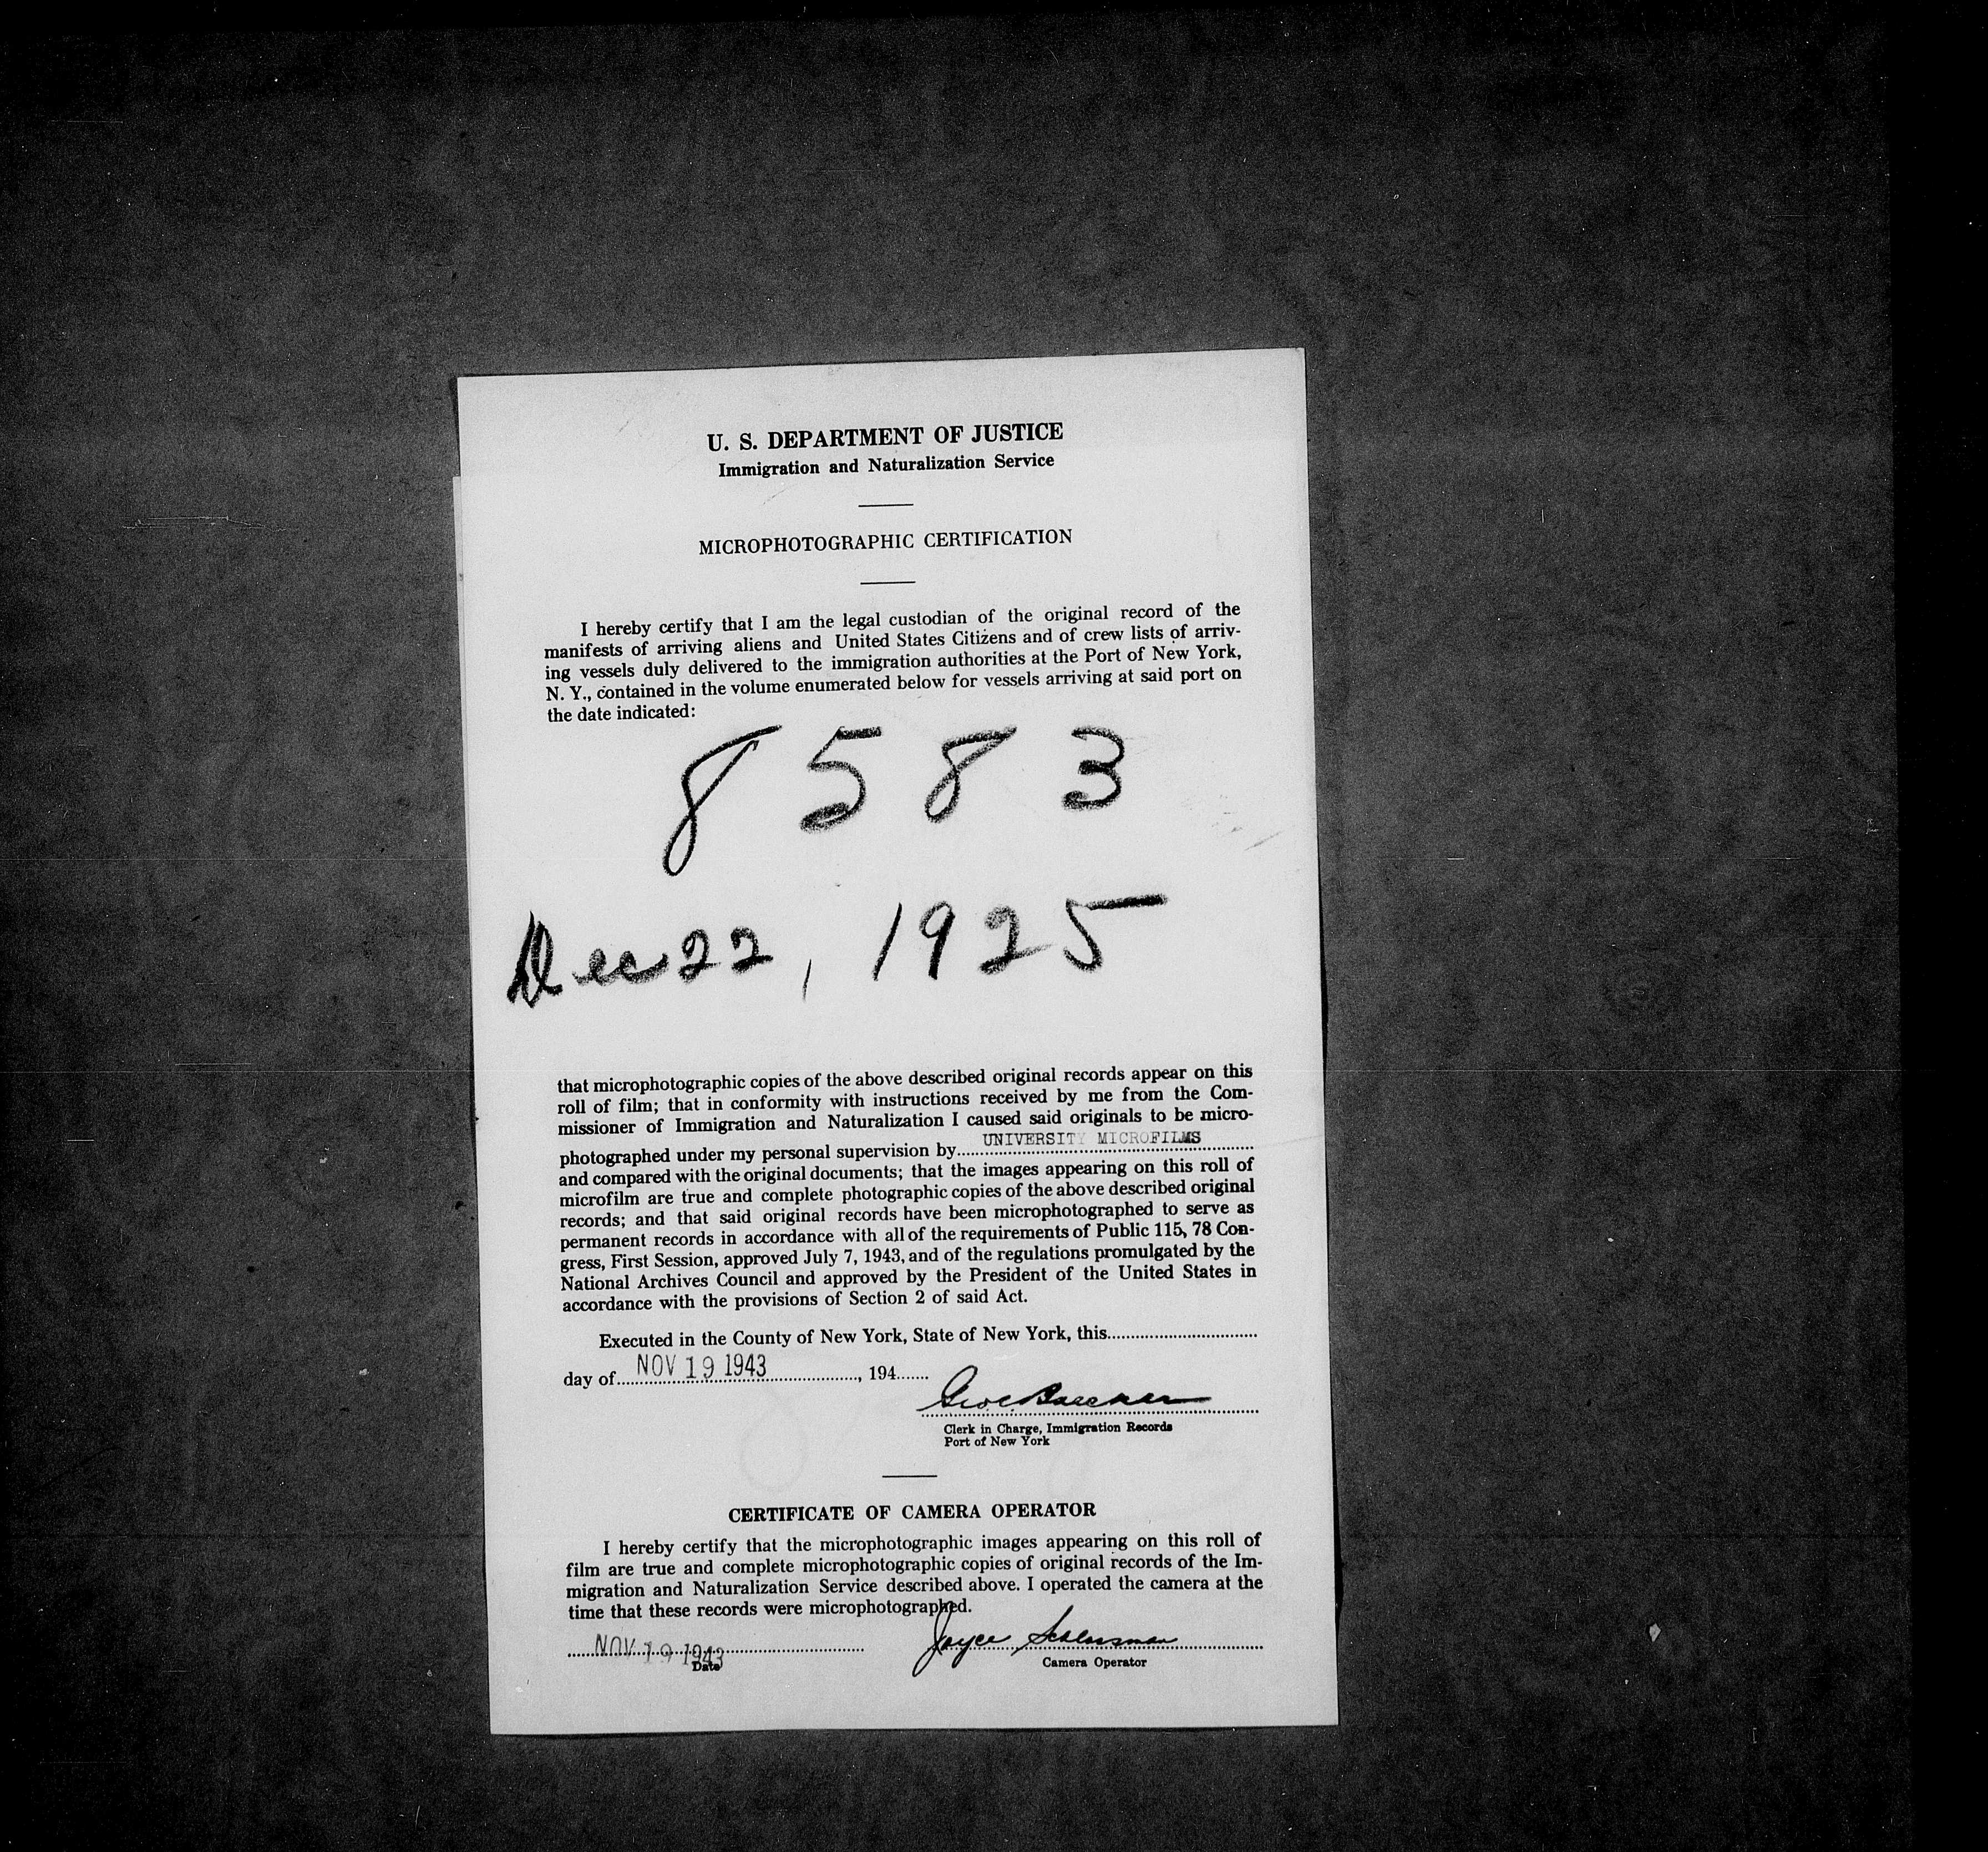 U. S. DEPARTMENT OF JUSTICE
Immigration and Naturalization Service
MICROPHOTOGRAPHIC CERTIFICATION
I hereby certify that I am the legal custodian of the original record of the
manifests of arriving aliens and United States Citizens and of crew lists of arriv-
ing vessels duly delivered to the immigration authorities at the Port of New York,
N. Y., contained in the volume enumerated below for vessels arriving at said port on
the date indicated:
8583
Dec 22, 1925
that microphotographic copies of the above described original records appear on this
roll of film; that in conformity with instructions received by me from the Com-
missioner of Immigration and Naturalization I caused said originals to be micro-
photographed under my personal supervision by UNIVERSITY MICROFILMS
and compared with the original documents; that the images appearing on this roll of
microfilm are true and complete photographic copies of the above described original
records; and that said original records have been microphotographed to serve as
permanent records in accordance with all of the requirements of Public 115, 78 Con-
gress, First Session, approved July 7, 1943, and of the regulations promulgated by the
National Archives Council and approved by the President of the United States in
accordance with the provisions of Section 2 of said Act.
Executed in the County of New York, State of New York, this
day of NOV 19 1943, 194
Clerk in Charge, Immigration Records
Port of New York
CERTIFICATE OF CAMERA OPERATOR
I hereby certify that the microphotographic images appearing on this roll of
film are true and complete microphotographic copies of original records of the Im-
migration and Naturalization Service described above. I operated the camera at the
time that these records were microphotographed.
NOV 19 1943 Joyce
Date Camera Operator